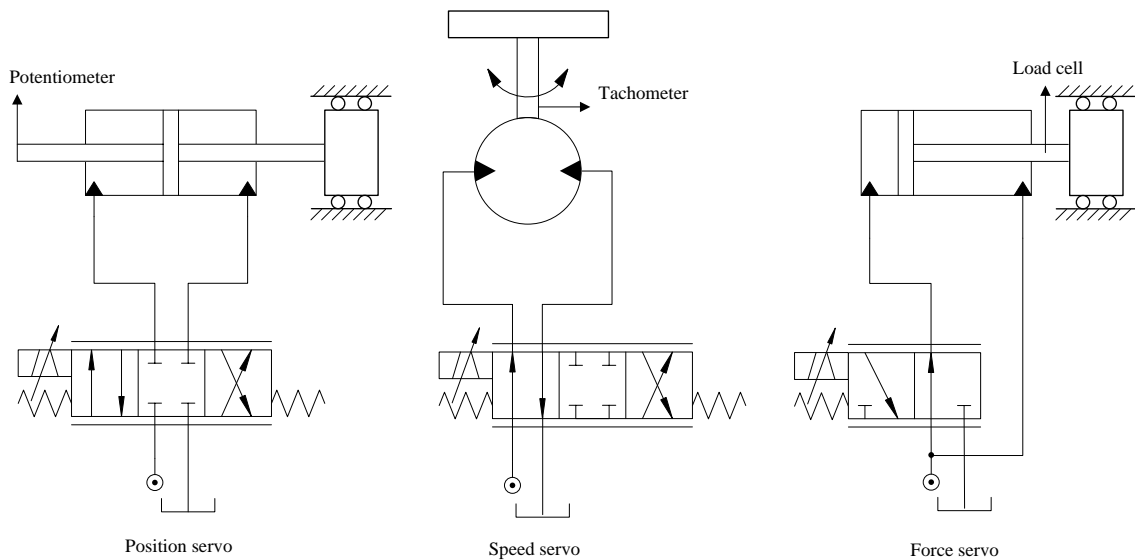 Potentiometer
Tachometer
Load cell
Position servo
Speed servo
Force servo